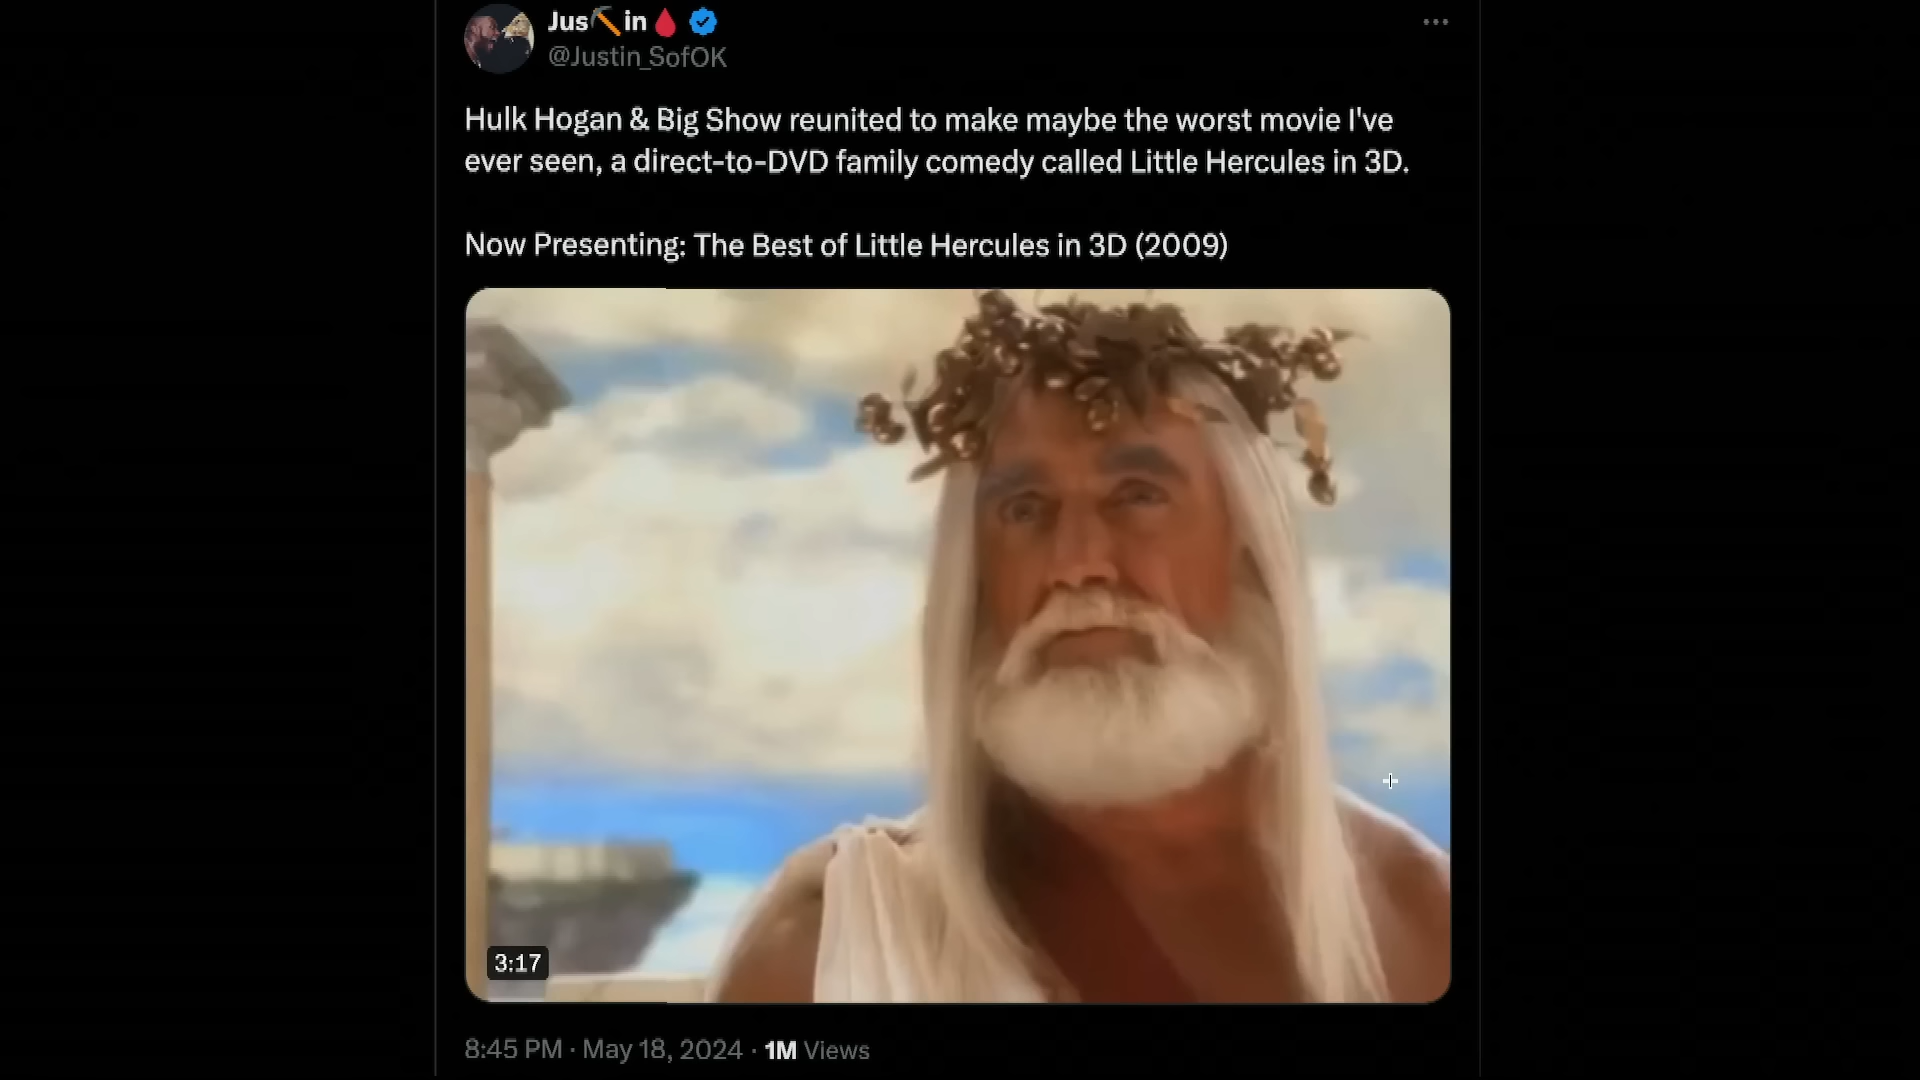 Jus⛏️in🩸
@Justin_SofOK
Hulk Hogan & Big Show reunited to make maybe the worst movie I've
ever seen, a direct-to-DVD family comedy called Little Hercules in 3D.
Now Presenting: The Best of Little Hercules in 3D (2009)
3:17
8:45 PM · May 18, 2024 · 1M Views